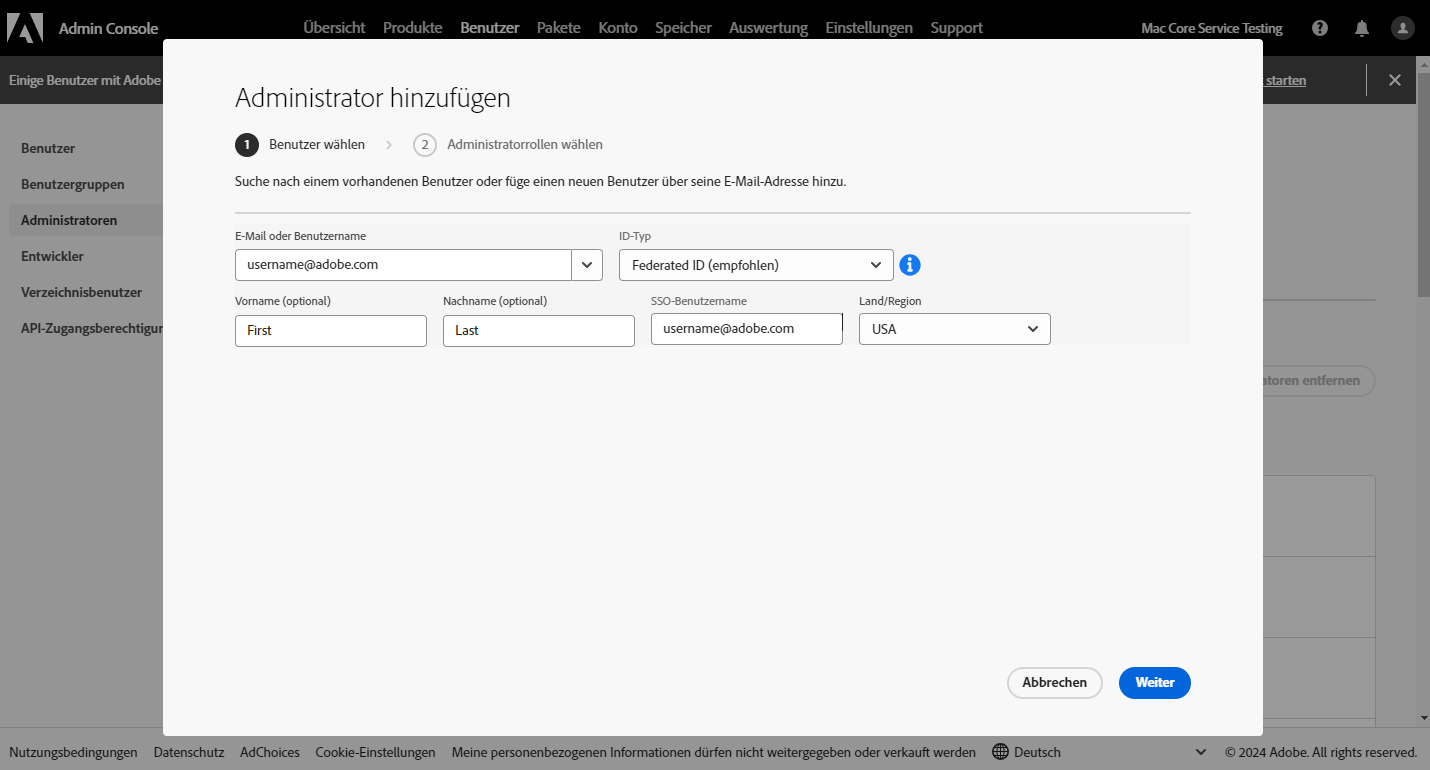 Admin Console Übersicht Produkte Benutzer Pakete Konto Speicher Auswertung Einstellungen Support Mac Core Service Testing
Einige Benutzer mit Adobe
starten
Administrator hinzufügen
1 Benutzer wählen 2 Administratorrollen wählen
Suche nach einem vorhandenen Benutzer oder füge einen neuen Benutzer über seine E-Mail-Adresse hinzu.
Benutzer
Benutzergruppen
Administratoren
Entwickler
Verzeichnisbenutzer
API-Zugangsberechtigun
E-Mail oder Benutzername ID-Typ
username@adobe.com Federated ID (empfohlen)
Vorname (optional) Nachname (optional) SSO-Benutzername Land/Region
First Last username@adobe.com USA
atoren entfernen
Abbrechen Weiter
Nutzungsbedingungen Datenschutz AdChoices Cookie-Einstellungen Meine personenbezogenen Informationen dürfen nicht weitergegeben oder verkauft werden Deutsch © 2024 Adobe. All rights reserved.